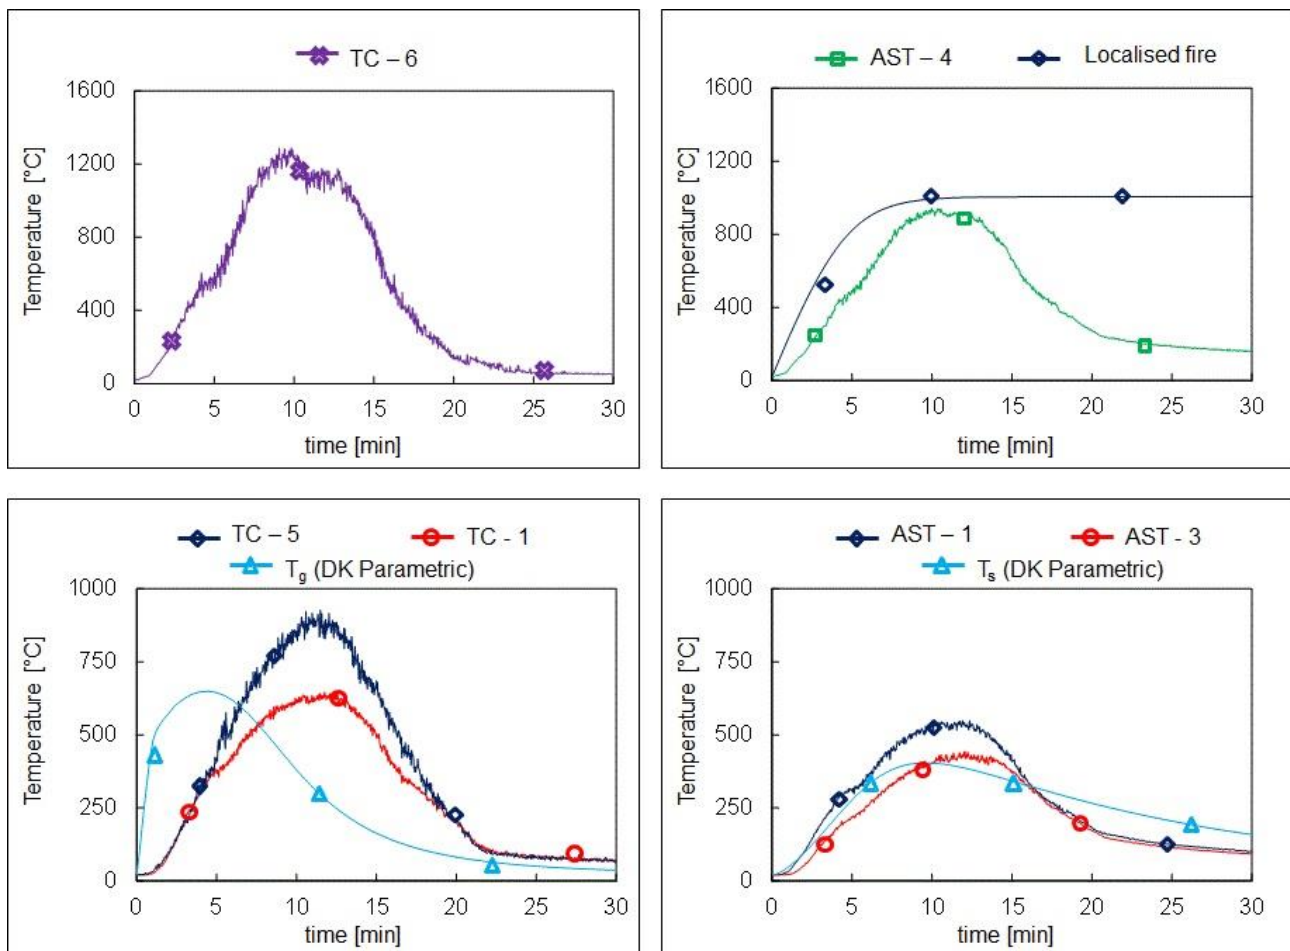 TC – 6
1600
1200
800
400
0
Temperature [°C]
0 5 10 15 20 25 30
time [min]
AST – 4 Localised fire
1600
1200
800
400
0
Temperature [°C]
0 5 10 15 20 25 30
time [min]
TC – 5 TC - 1
Tg (DK Parametric)
1000
750
500
250
0
Temperature [°C]
0 5 10 15 20 25 30
time [min]
AST – 1 AST - 3
Ts (DK Parametric)
1000
750
500
250
0
Temperature [°C]
0 5 10 15 20 25 30
time [min]